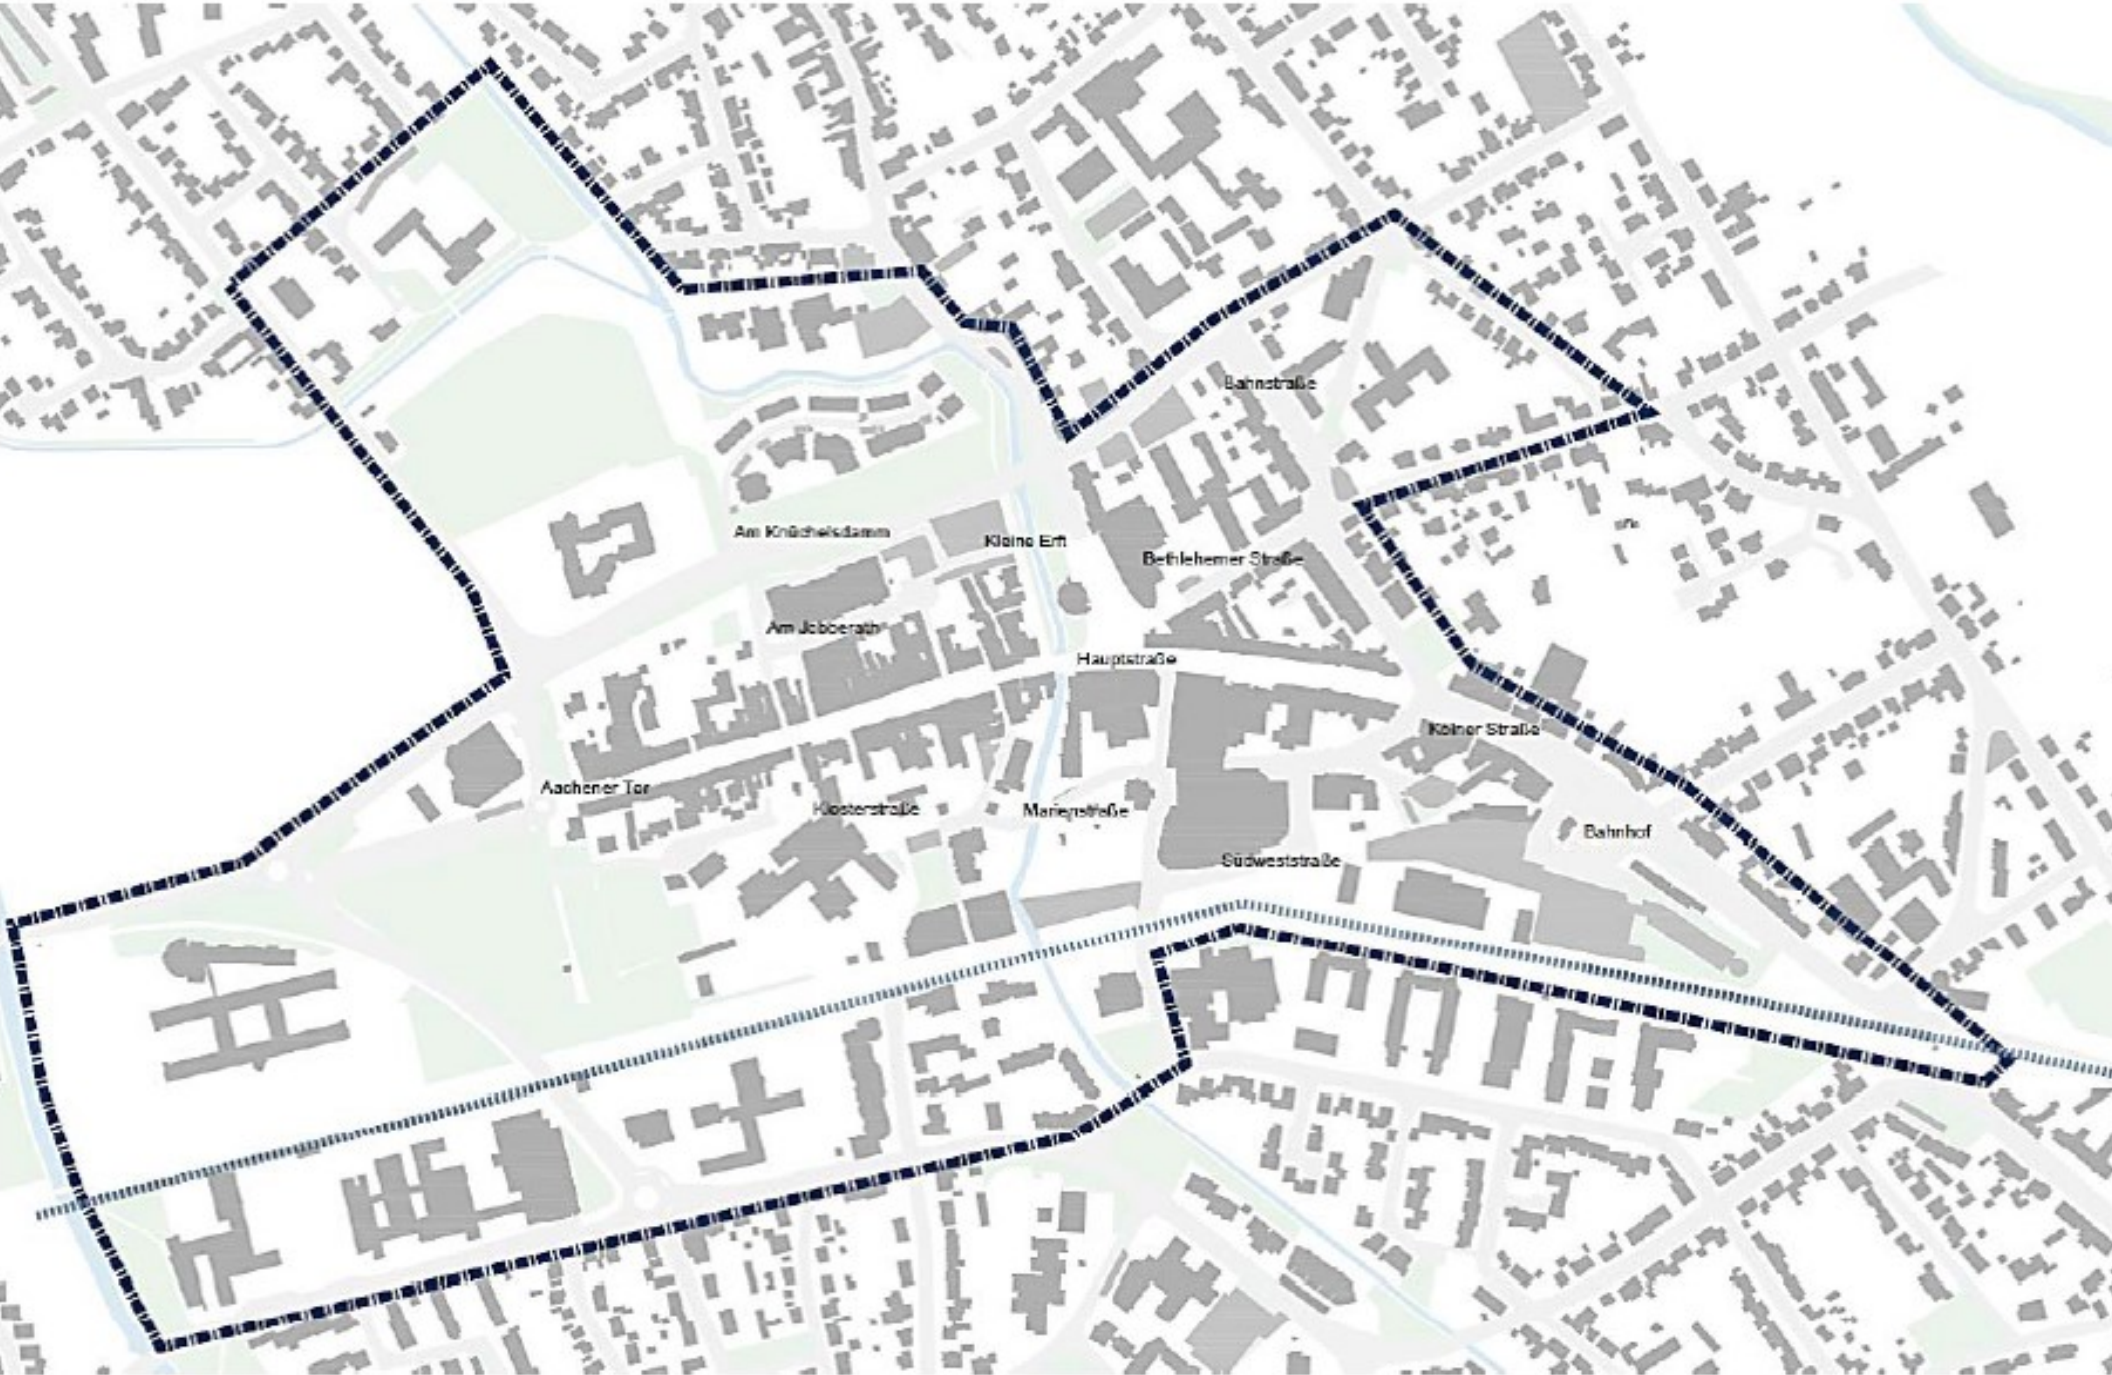 Bahnstraße
Am Knüchelsdamm
Kleine Erft
Bethlehemer Straße
Am Jobberath
Hauptstraße
Kölner Straße
Aachener Tor
Klosterstraße
Marienstraße
Bahnhof
Südweststraße